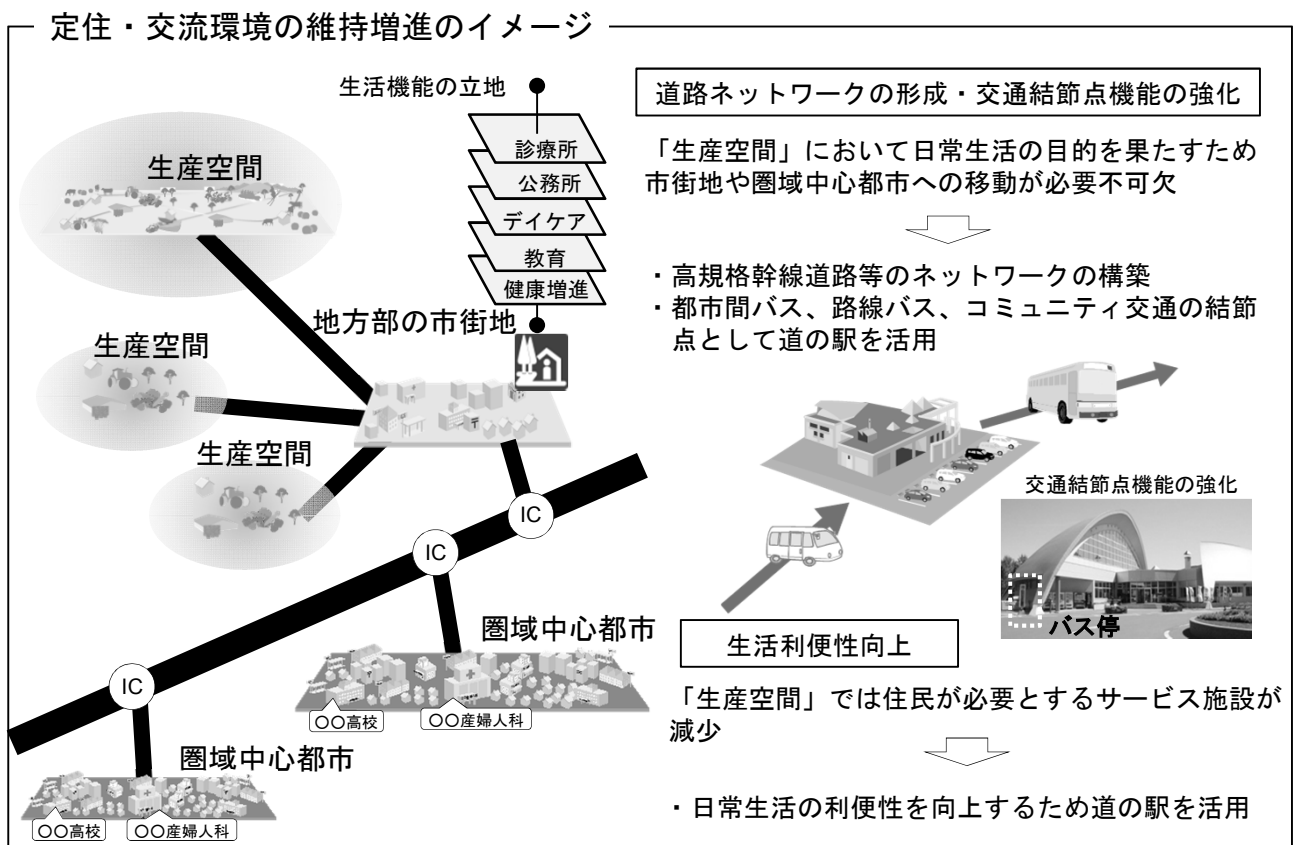 定住・交流環境の維持増進のイメージ
生活機能の立地
診療所
公務所
デイケア
教育
健康増進
生産空間
地方部の市街地
生産空間
生産空間
IC
IC
IC
圏域中心都市
〇〇高校
〇〇産婦人科
圏域中心都市
〇〇高校
〇〇産婦人科
道路ネットワークの形成・交通結節点機能の強化
「生産空間」において日常生活の目的を果たすため
市街地や圏域中心都市への移動が必要不可欠
・高規格幹線道路等のネットワークの構築
・都市間バス、路線バス、コミュニティ交通の結節
点として道の駅を活用
交通結節点機能の強化
バス停
生活利便性向上
「生産空間」では住民が必要とするサービス施設が
減少
・日常生活の利便性を向上するため道の駅を活用